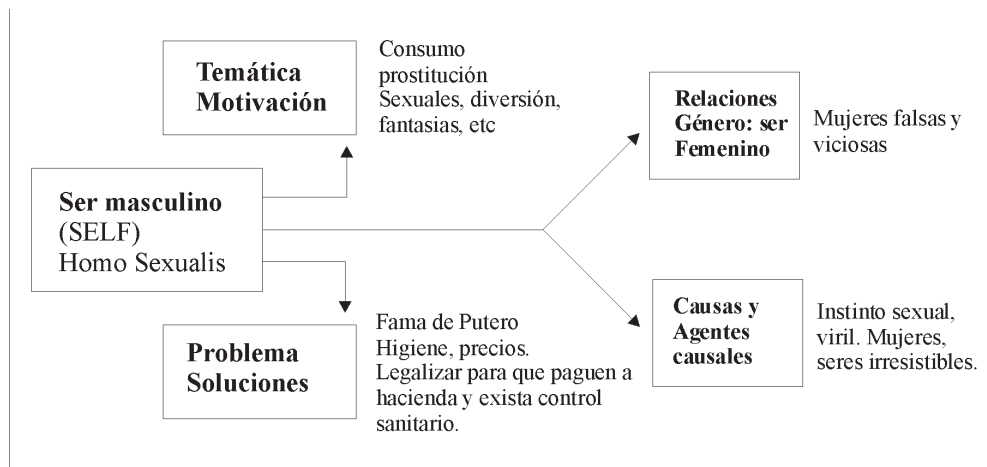 Temática
Motivación
Consumo
prostitución
Sexuales, diversión,
fantasias, etc
Relaciones
Género: ser
Femenino
Mujeres falsas y
viciosas
Ser masculino
(SELF)
Homo Sexualis
Problema
Soluciones
Fama de Putero
Higiene, precios.
Legalizar para que paguen a
hacienda y exista control
sanitario.
Causas y
Agentes
causales
Instinto sexual,
viril. Mujeres,
seres irresistibles.